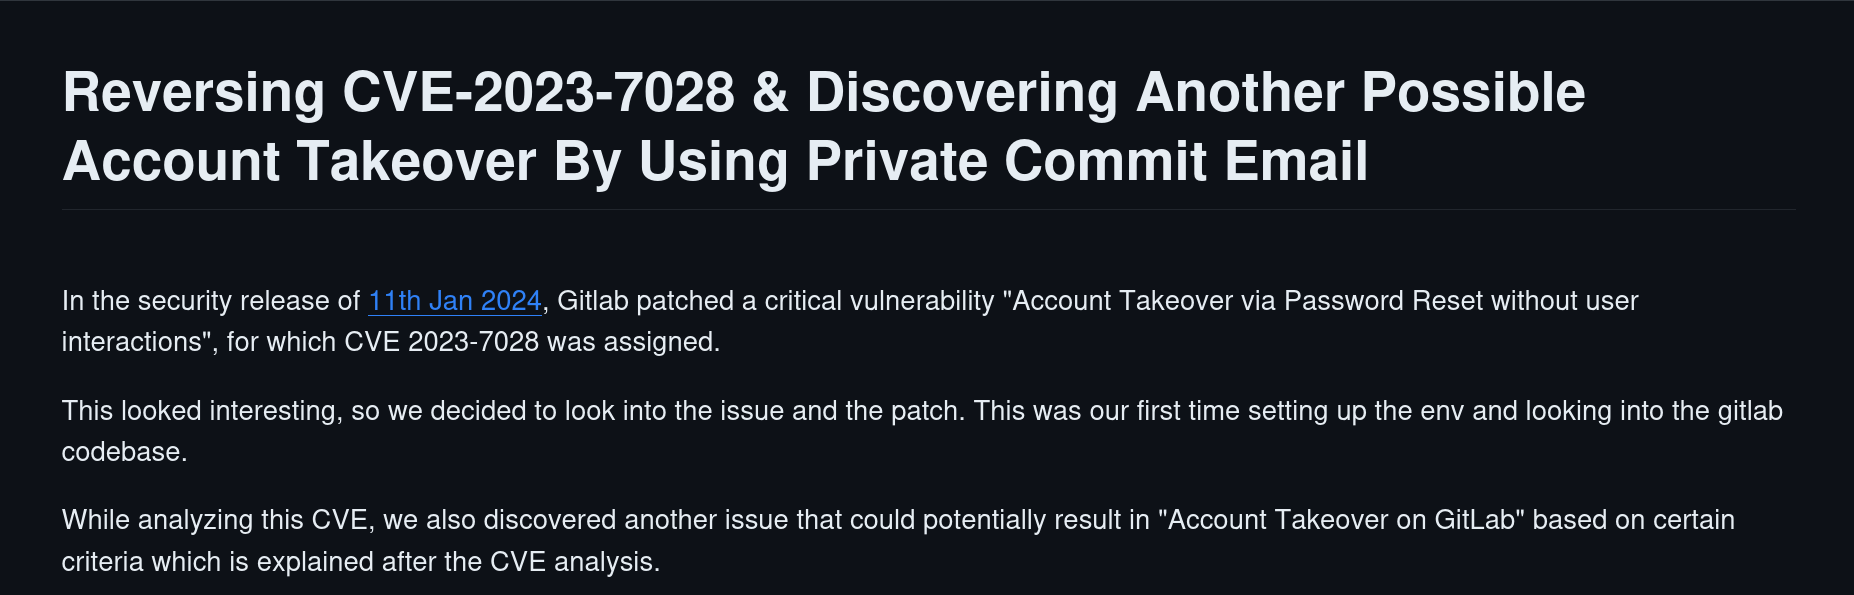 Reversing CVE-2023-7028 & Discovering Another Possible
Account Takeover By Using Private Commit Email
In the security release of 11th Jan 2024, Gitlab patched a critical vulnerability "Account Takeover via Password Reset without user
interactions", for which CVE 2023-7028 was assigned.
This looked interesting, so we decided to look into the issue and the patch. This was our first time setting up the env and looking into the gitlab
codebase.
While analyzing this CVE, we also discovered another issue that could potentially result in "Account Takeover on GitLab" based on certain
criteria which is explained after the CVE analysis.